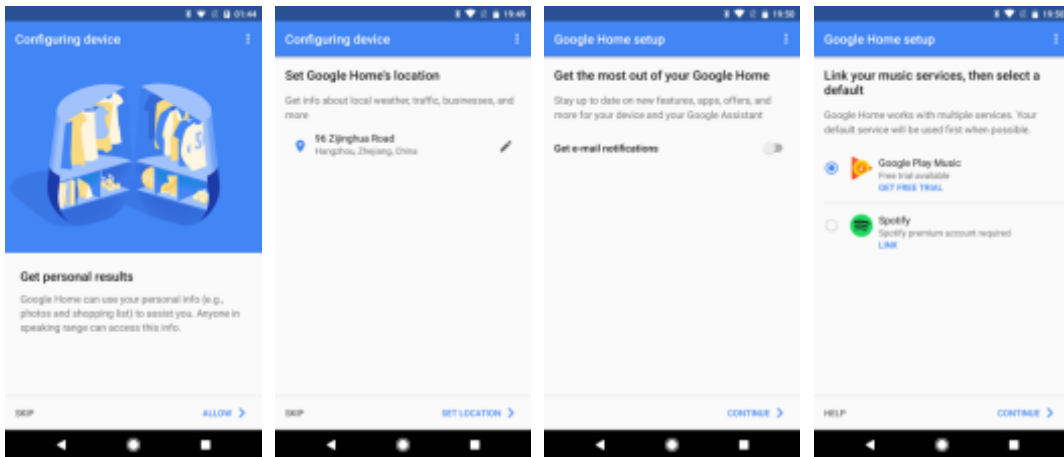 01:44
Configuring device
Get personal results
Google Home can use your personal info (e.g.,
photos and shopping list) to assist you. Anyone in
speaking range can access this info.
SKIP
ALLOW
19:49
Configuring device
Set Google Home's location
Get info about local weather, traffic, businesses, and
more
96 Zijinghua Road
Hangzhou, Zhejiang, China
SKIP
SET LOCATION
19:50
Google Home setup
Get the most out of your Google Home
Stay up to date on new features, apps, offers, and
more for your device and your Google Assistant
Get e-mail notifications
CONTINUE
19:50
Google Home setup
Link your music services, then select a
default
Google Home works with multiple services. Your
default service will be used first when possible.
Google Play Music
Free trial available
GET FREE TRIAL
Spotify
Spotify premium account required
LINK
HELP
CONTINUE